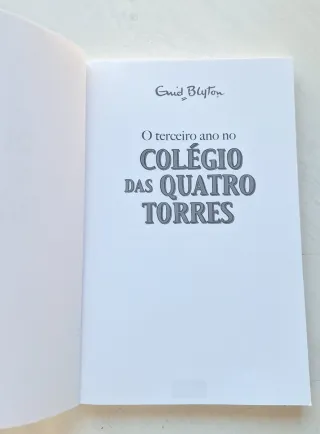 Enid Blyton
O terceiro ano no
COLÉGIO
DAS QUATRO
TORRES